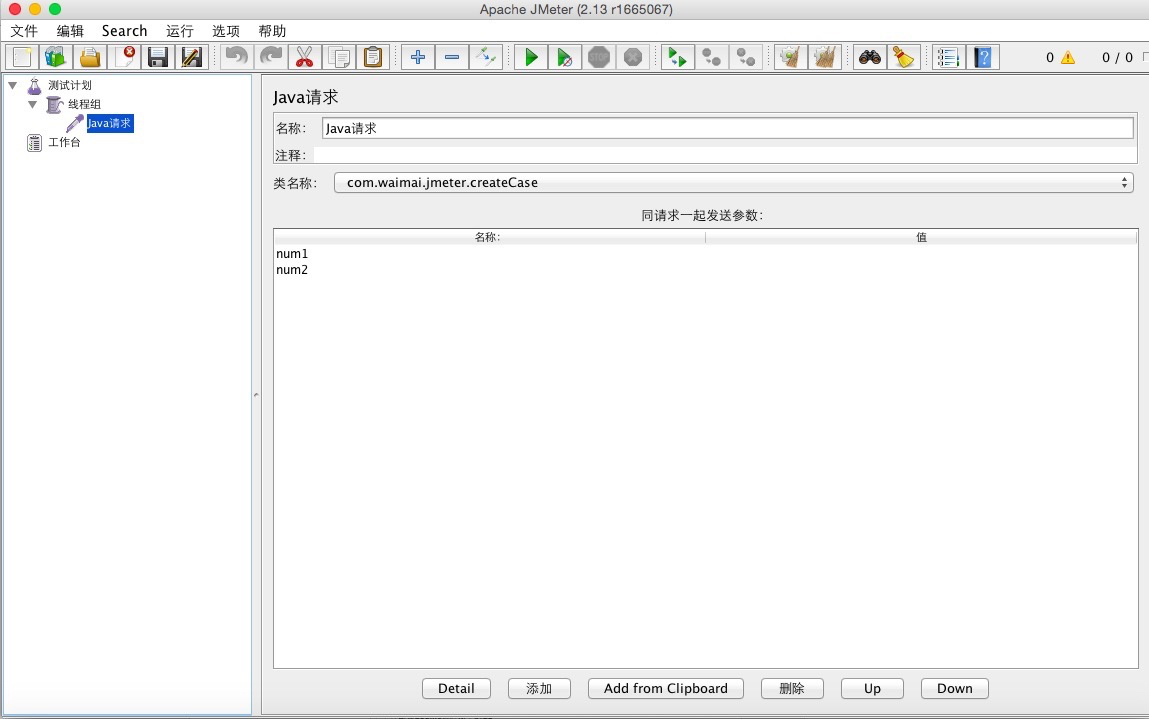 Apache JMeter (2.13 r1665067)
文件 编辑 Search 运行 选项 帮助
STOP
0 0 / 0
测试计划
线程组
Java请求
工作台
Java请求
名称: Java请求
注释:
类名称: com.waimai.jmeter.createCase
同请求一起发送参数:
名称: 值
num1
num2
Detail 添加 Add from Clipboard 删除 Up Down